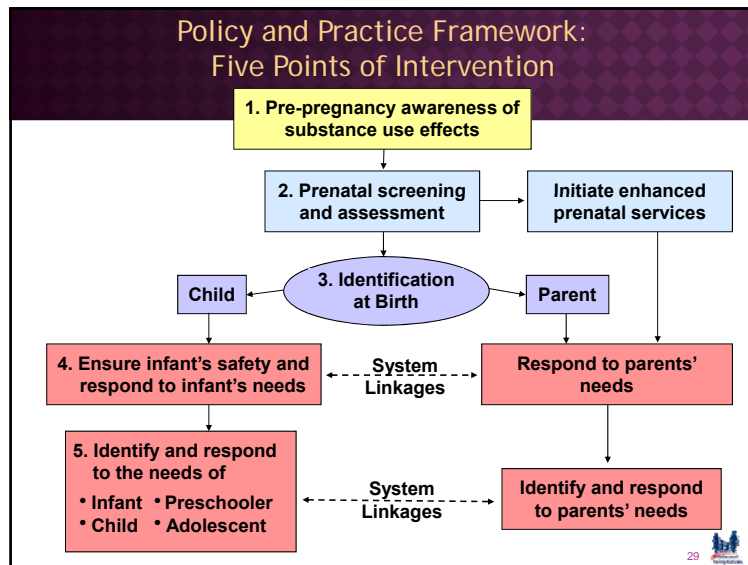 Policy and Practice Framework:
Five Points of Intervention
1. Pre-pregnancy awareness of
substance use effects
2. Prenatal screening
and assessment
Initiate enhanced
prenatal services
3. Identification
at Birth
Child
Parent
4. Ensure infant’s safety and
respond to infant’s needs
System
Linkages
Respond to parents’
needs
5. Identify and respond
to the needs of
• Infant • Preschooler
• Child • Adolescent
System
Linkages
Identify and respond
to parents’ needs
29